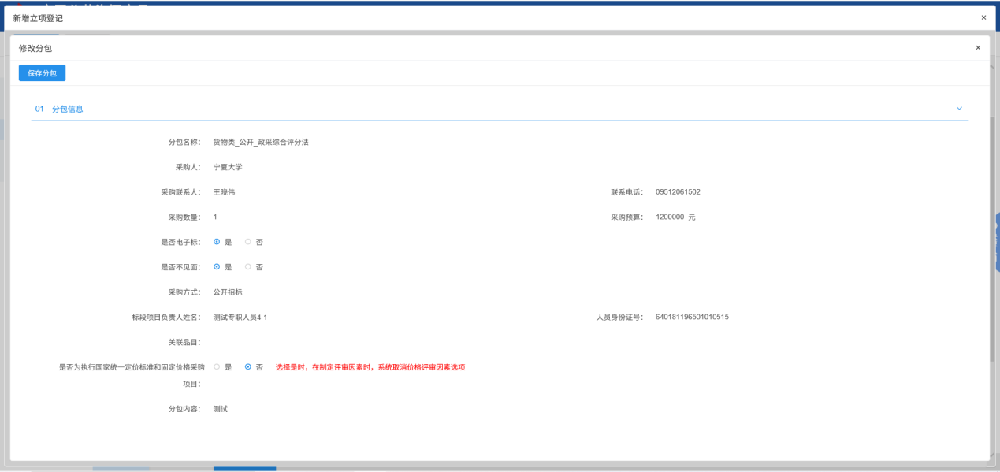 新增立项登记 ×
修改分包 ×
保存分包
01 分包信息
分包名称: 货物类_公开_政采综合评分法
采购人: 宁夏大学
采购联系人: 王晓伟 联系电话: 09512061502
采购数量: 1 采购预算: 1200000 元
是否电子标: 是 否
是否不见面: 是 否
采购方式: 公开招标
标段项目负责人姓名: 测试专职人员4-1 人员身份证号: 640181196501010515
关联品目:
是否为执行国家统一定价标准和固定价格采购 是 否 选择是时，在制定评审因素时，系统取消价格评审因素选项
项目:
分包内容: 测试